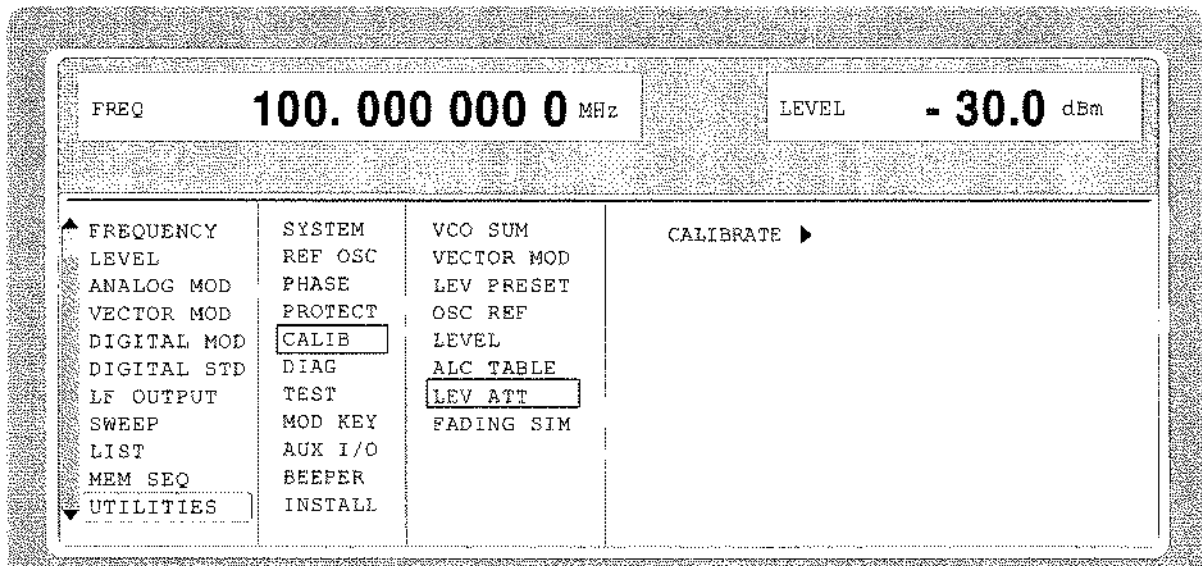 FREQ 100. 000 000 0 MHz LEVEL - 30.0 dBm
FREQUENCY SYSTEM VCO SUM CALIBRATE
LEVEL REF OSC VECTOR MOD
ANALOG MOD PHASE LEV PRESET
VECTOR MOD PROTECT OSC REF
DIGITAL MOD CALIB LEVEL
DIGITAL STD DIAG ALC TABLE
LF OUTPUT TEST LEV ATT
SWEEP MOD KEY FADING SIM
LIST AUX I/O
MEM SEQ BEEPER
UTILITIES INSTALL